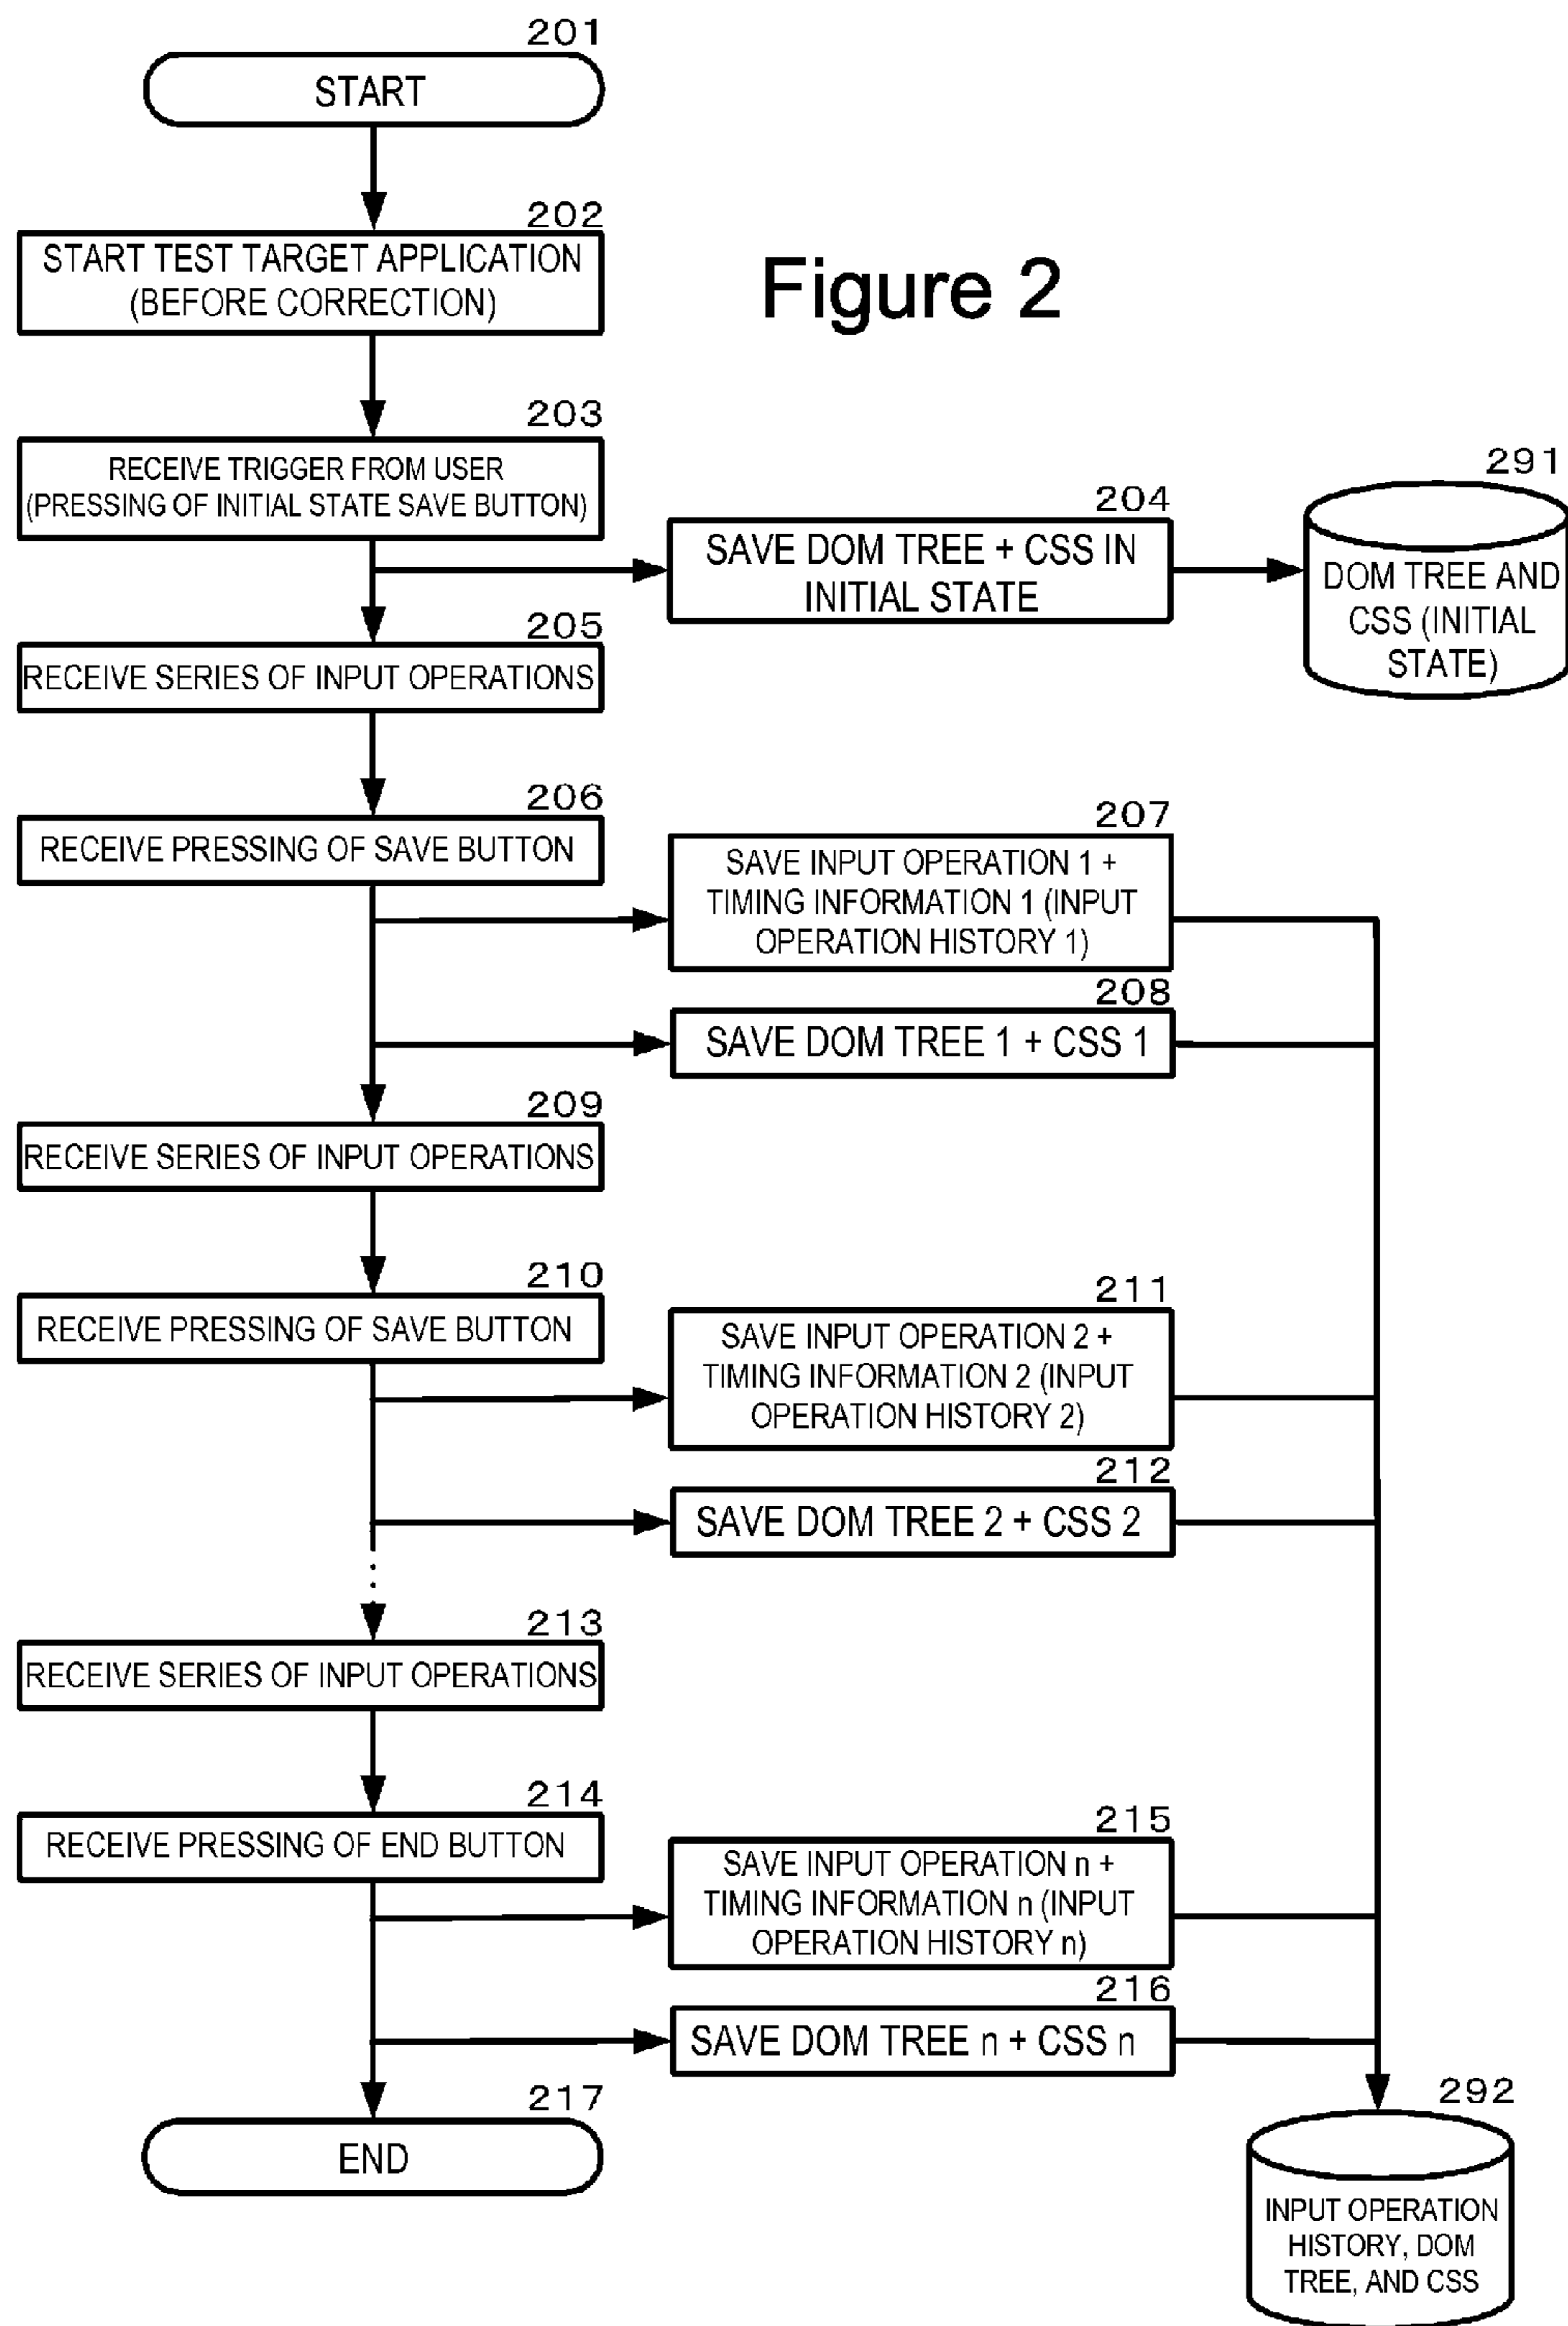 201
START
202
START TEST TARGET APPLICATION
(BEFORE CORRECTION)
Figure 2
203
RECEIVE TRIGGER FROM USER
(PRESSING OF INITIAL STATE SAVE BUTTON)
204
SAVE DOM TREE + CSS IN
INITIAL STATE
291
DOM TREE AND
CSS (INITIAL
STATE)
205
RECEIVE SERIES OF INPUT OPERATIONS
206
RECEIVE PRESSING OF SAVE BUTTON
207
SAVE INPUT OPERATION 1 +
TIMING INFORMATION 1 (INPUT
OPERATION HISTORY 1)
208
SAVE DOM TREE 1 + CSS 1
209
RECEIVE SERIES OF INPUT OPERATIONS
210
RECEIVE PRESSING OF SAVE BUTTON
211
SAVE INPUT OPERATION 2 +
TIMING INFORMATION 2 (INPUT
OPERATION HISTORY 2)
212
SAVE DOM TREE 2 + CSS 2
213
RECEIVE SERIES OF INPUT OPERATIONS
214
RECEIVE PRESSING OF END BUTTON
215
SAVE INPUT OPERATION n +
TIMING INFORMATION n (INPUT
OPERATION HISTORY n)
216
SAVE DOM TREE n + CSS n
217
END
292
INPUT OPERATION
HISTORY, DOM
TREE, AND CSS